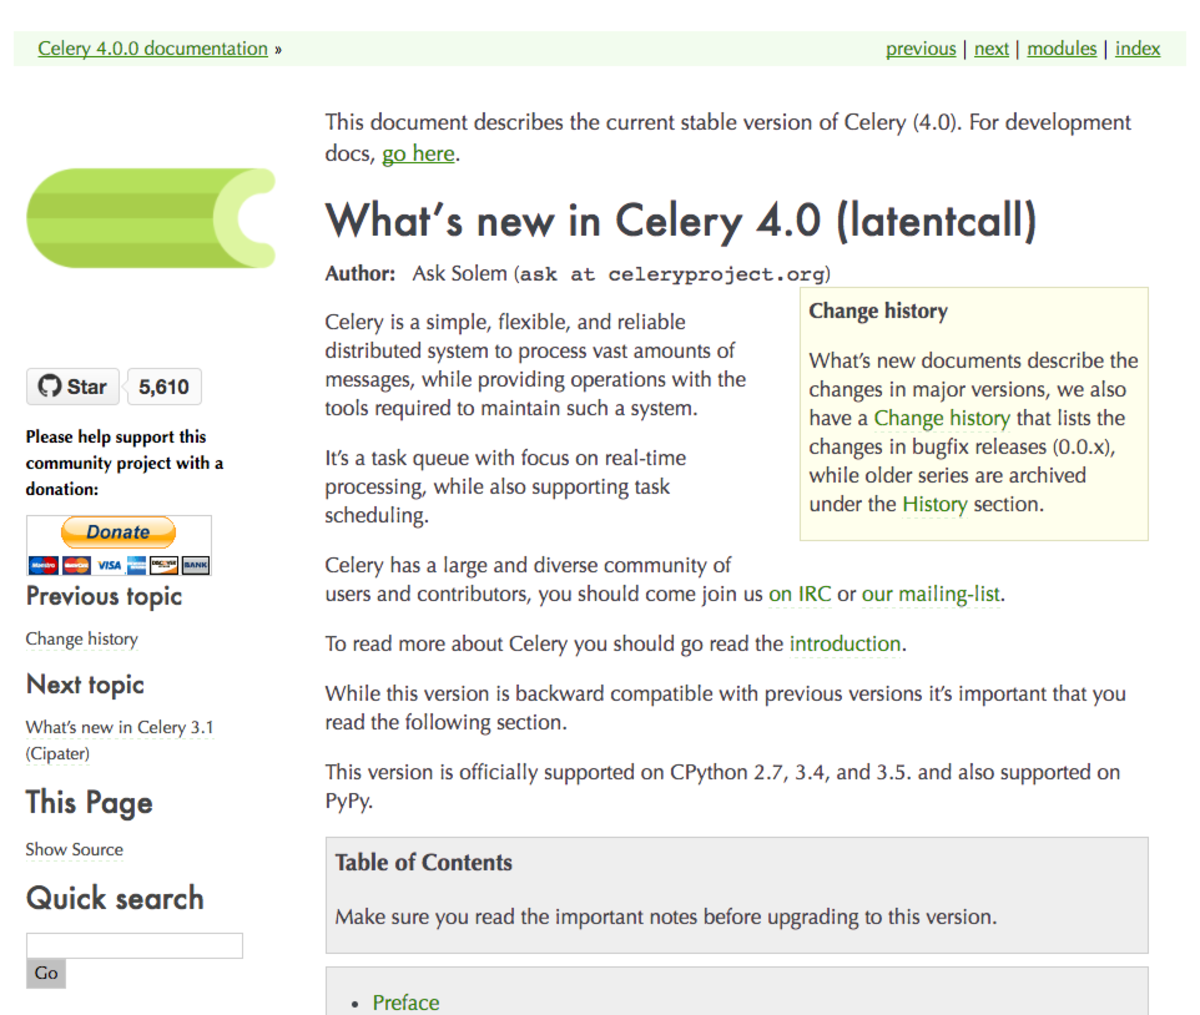 Celery 4.0.0 documentation »
previous | next | modules | index
This document describes the current stable version of Celery (4.0). For development
docs, go here.
What's new in Celery 4.0 (latentcall)
Author: Ask Solem (ask at celeryproject.org)
Change history
What's new documents describe the
changes in major versions, we also
have a Change history that lists the
changes in bugfix releases (0.0.x),
while older series are archived
under the History section.
Celery is a simple, flexible, and reliable
distributed system to process vast amounts of
messages, while providing operations with the
tools required to maintain such a system.
It's a task queue with focus on real-time
processing, while also supporting task
scheduling.
Celery has a large and diverse community of
users and contributors, you should come join us on IRC or our mailing-list.
To read more about Celery you should go read the introduction.
While this version is backward compatible with previous versions it's important that you
read the following section.
This version is officially supported on CPython 2.7, 3.4, and 3.5. and also supported on
PyPy.
Table of Contents
Make sure you read the important notes before upgrading to this version.
• Preface
Star 5,610
Please help support this
community project with a
donation:
Donate
Maestro MasterCard VISA DISCOVER BANK
Previous topic
Change history
Next topic
What's new in Celery 3.1
(Cipater)
This Page
Show Source
Quick search
Go